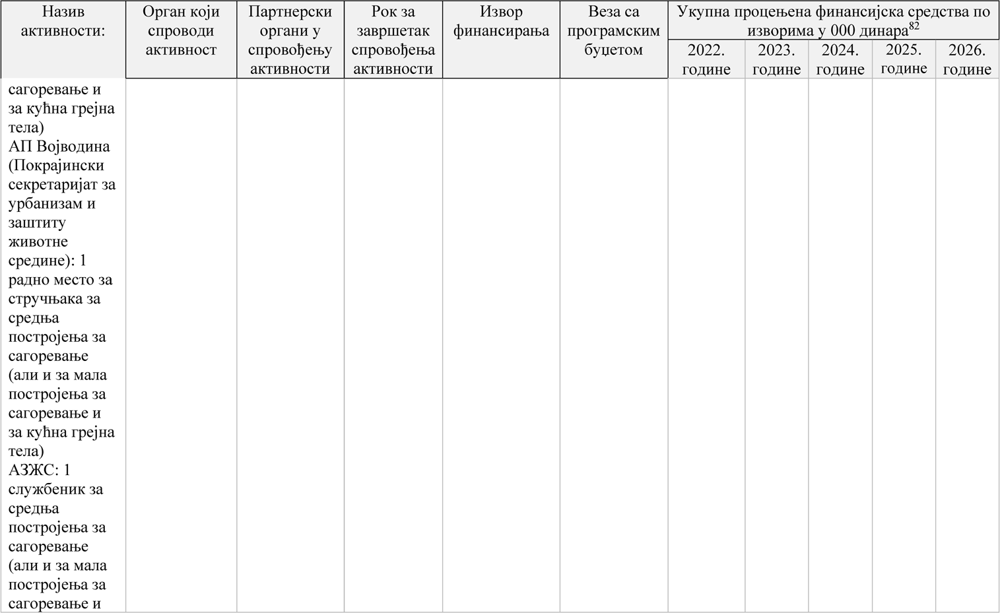 Назив
активности:
Орган који
спроводи
активност
Партнерски
органи у
спровођењу
активности
Рок за
завршетак
спровођења
активности
Извор
финансирања
Веза са
програмским
буџетом
Укупна процењена финансијска средства по
изворима у 000 динара82
2022.
године
2023.
године
2024.
године
2025.
године
2026.
године
сагоревање и
за кућна грејна
тела)
АП Војводина
(Покрајински
секретаријат за
урбанизам и
заштиту
животне
средине): 1
радно место за
стручњака за
средња
постројења за
сагоревање
(али и за мала
постројења за
сагоревање и
за кућна грејна
тела)
АЗЖС: 1
службеник за
средња
постројења за
сагоревање
(али и за мала
постројења за
сагоревање и